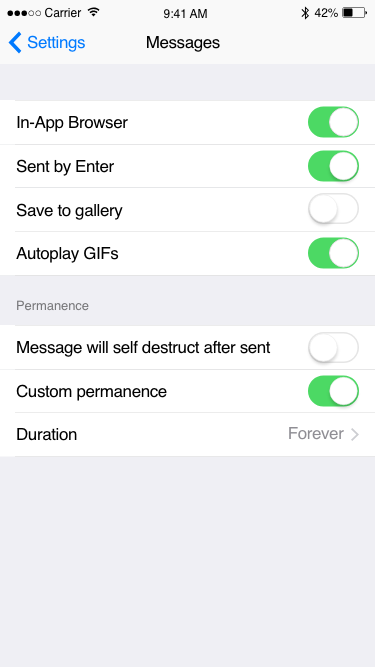 Carrier 9:41 AM 42%
Settings Messages
In-App Browser
Sent by Enter
Save to gallery
Autoplay GIFs
Permanence
Message will self destruct after sent
Custom permanence
Duration Forever